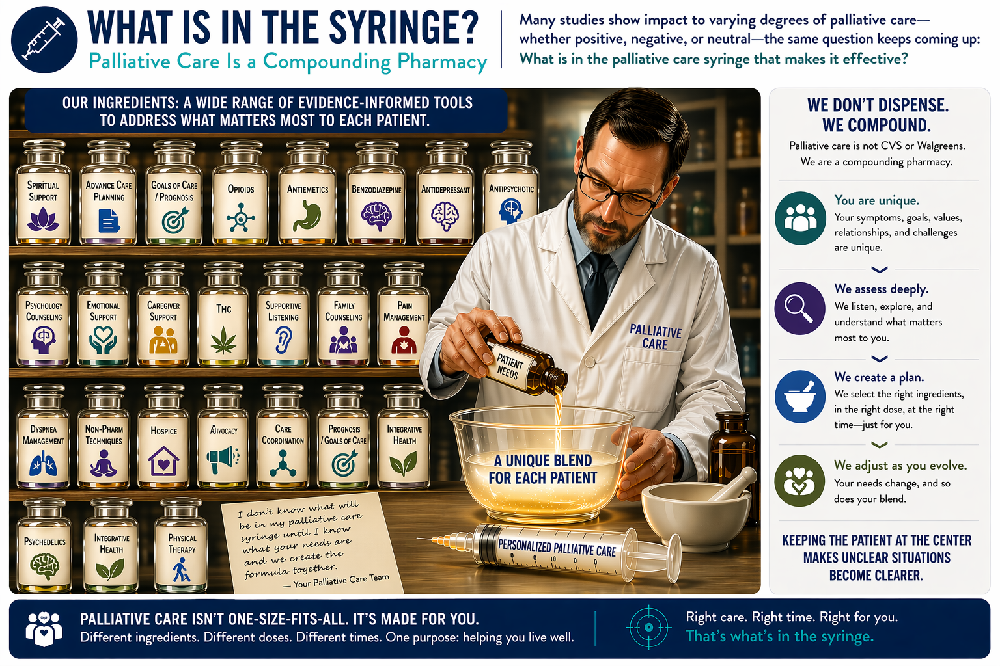 WHAT IS IN THE SYRINGE?
Palliative Care Is a Compounding Pharmacy
Many studies show impact to varying degrees of palliative care—
whether positive, negative, or neutral—the same question keeps coming up:
What is in the palliative care syringe that makes it effective?
OUR INGREDIENTS: A WIDE RANGE OF EVIDENCE-INFORMED TOOLS
TO ADDRESS WHAT MATTERS MOST TO EACH PATIENT.
SPIRITUAL
SUPPORT
ADVANCE CARE
PLANNING
GOALS OF CARE
/ PROGNOSIS
OPIOIDS
ANTIEMETICS
BENZODIAZEPINE
ANTIDEPRESSANT
ANTIPSYCHOTIC
PSYCHOLOGY
COUNSELING
EMOTIONAL
SUPPORT
CAREGIVER
SUPPORT
THC
SUPPORTIVE
LISTENING
FAMILY
COUNSELING
PAIN
MANAGEMENT
DYSPNEA
MANAGEMENT
NON-PHARM
TECHNIQUES
HOSPICE
ADVOCACY
CARE
COORDINATION
PROGNOSIS
/ GOALS OF CARE
INTEGRATIVE
HEALTH
PSYCHEDELICS
INTEGRATIVE
HEALTH
PHYSICAL
THERAPY
I don't know what will
be in my palliative care
syringe until I know
what your needs are
and we create the
formula together.
— Your Palliative Care Team
PALLIATIVE
CARE
PATIENT
NEEDS
A UNIQUE BLEND
FOR EACH PATIENT
PERSONALIZED PALLIATIVE CARE
0 0 10 0 0
WE DON'T DISPENSE.
WE COMPOUND.
Palliative care is not CVS or Walgreens.
We are a compounding pharmacy.
You are unique.
Your symptoms, goals, values,
relationships, and challenges
are unique.
We assess deeply.
We listen, explore, and
understand what matters
most to you.
We create a plan.
We select the right ingredients,
in the right dose, at the right
time—just for you.
We adjust as you evolve.
Your needs change, and so
does your blend.
KEEPING THE PATIENT AT THE CENTER
MAKES UNCLEAR SITUATIONS
BECOME CLEARER.
PALLIATIVE CARE ISN'T ONE-SIZE-FITS-ALL. IT'S MADE FOR YOU.
Different ingredients. Different doses. Different times. One purpose: helping you live well.
Right care. Right time. Right for you.
That's what's in the syringe.